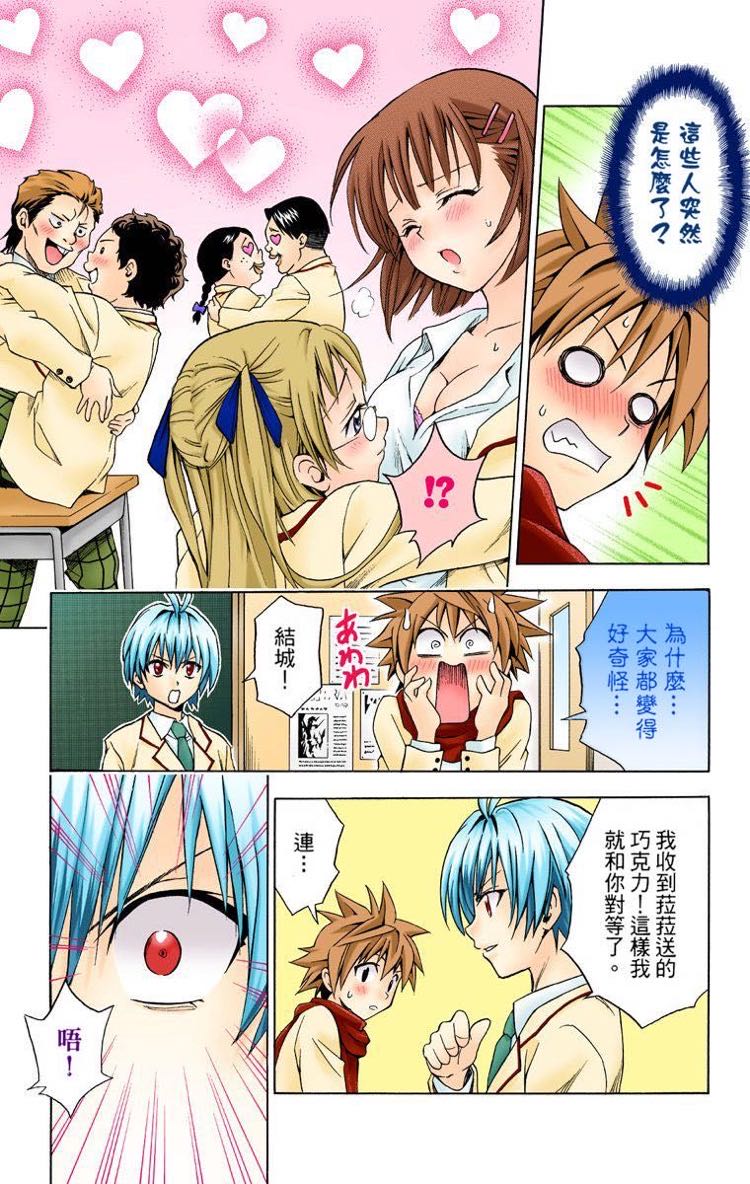 這些人突然
是怎麼了？
!?
為什麼…
大家都變得
好奇怪…
あわわ
結城！
我收到菈菈送的
巧克力！這樣我
就和你對等了。
連…
唔！